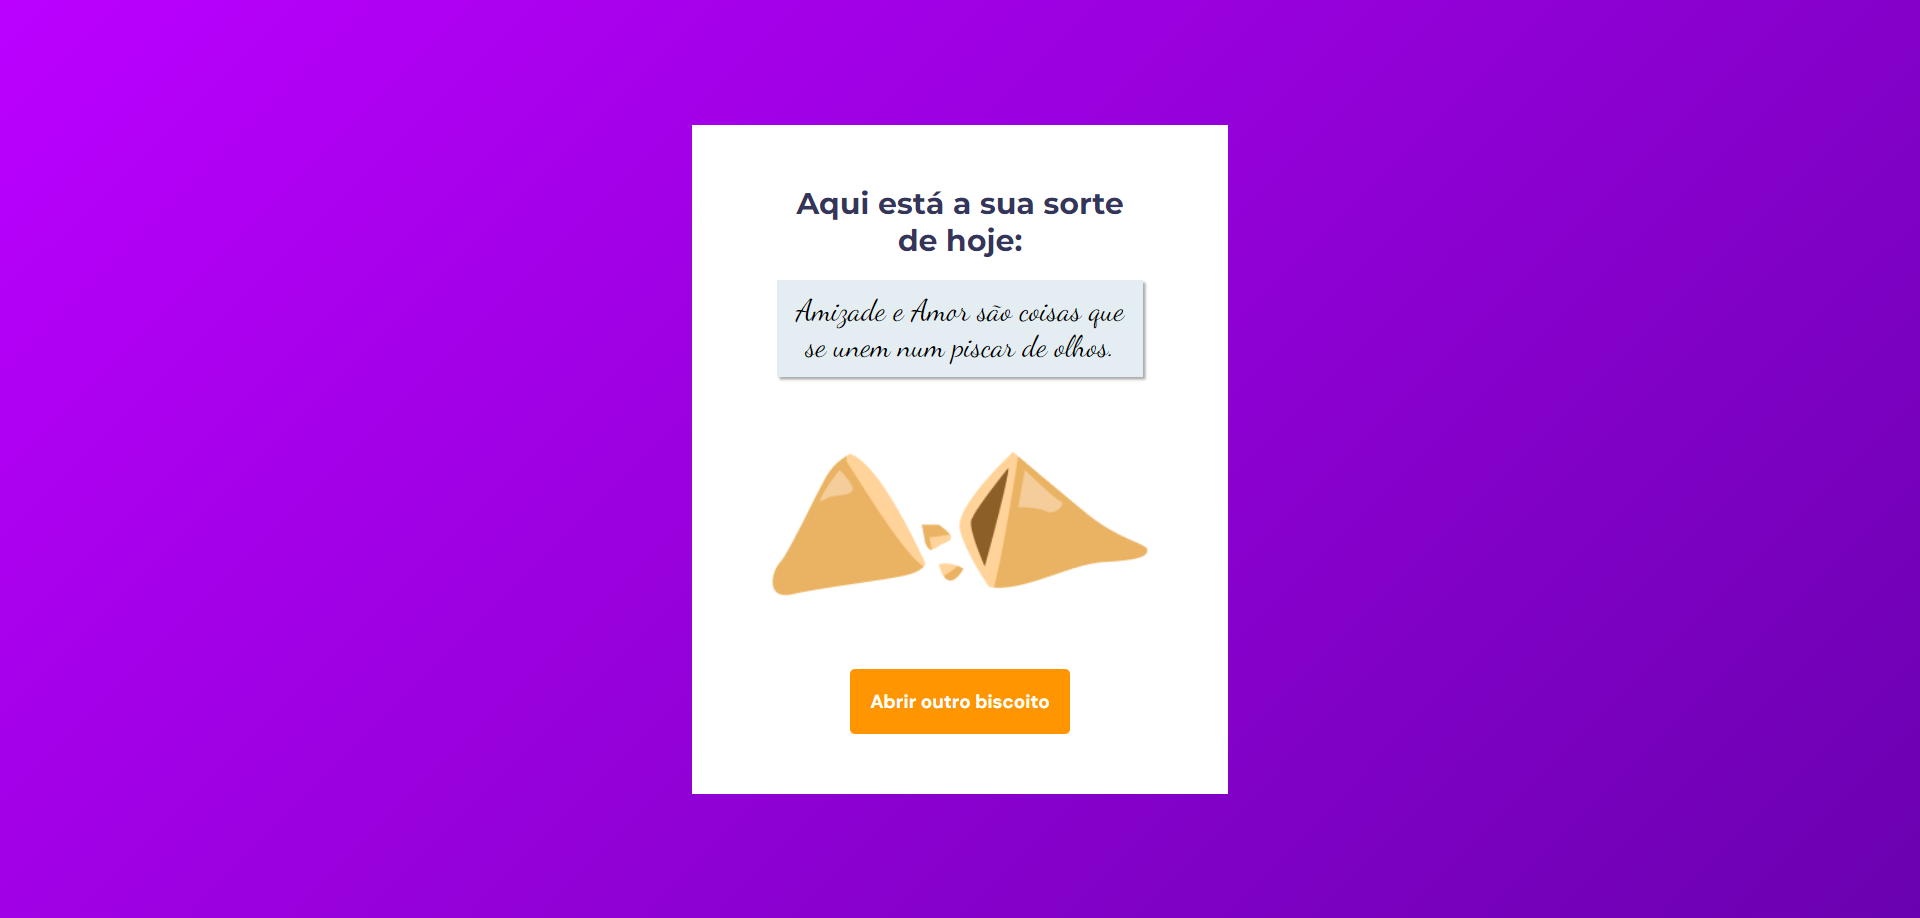 Aqui está a sua sorte
de hoje:
Amizade e Amor são coisas que
se unem num piscar de olhos.
Abrir outro biscoito